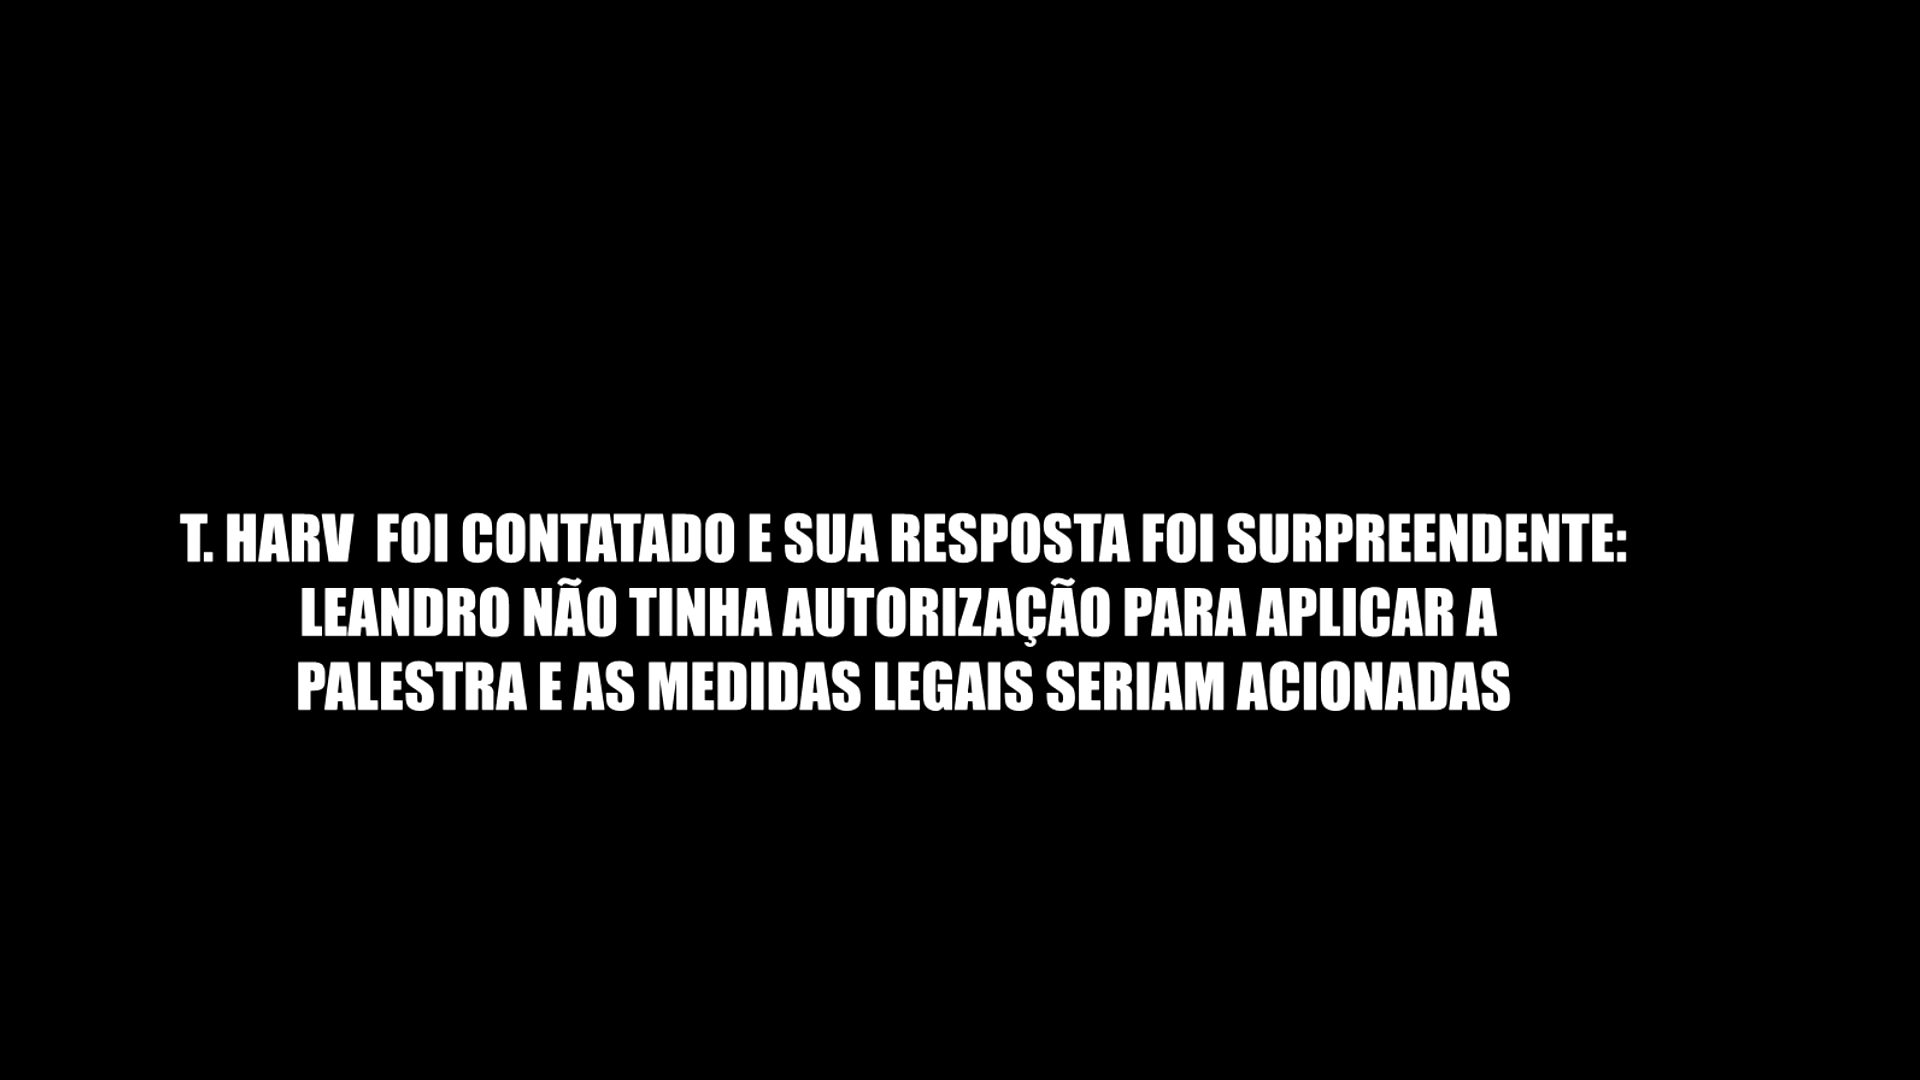 T. HARV  FOI CONTATADO E SUA RESPOSTA FOI SURPREENDENTE:
LEANDRO NÃO TINHA AUTORIZAÇÃO PARA APLICAR A
PALESTRA E AS MEDIDAS LEGAIS SERIAM ACIONADAS